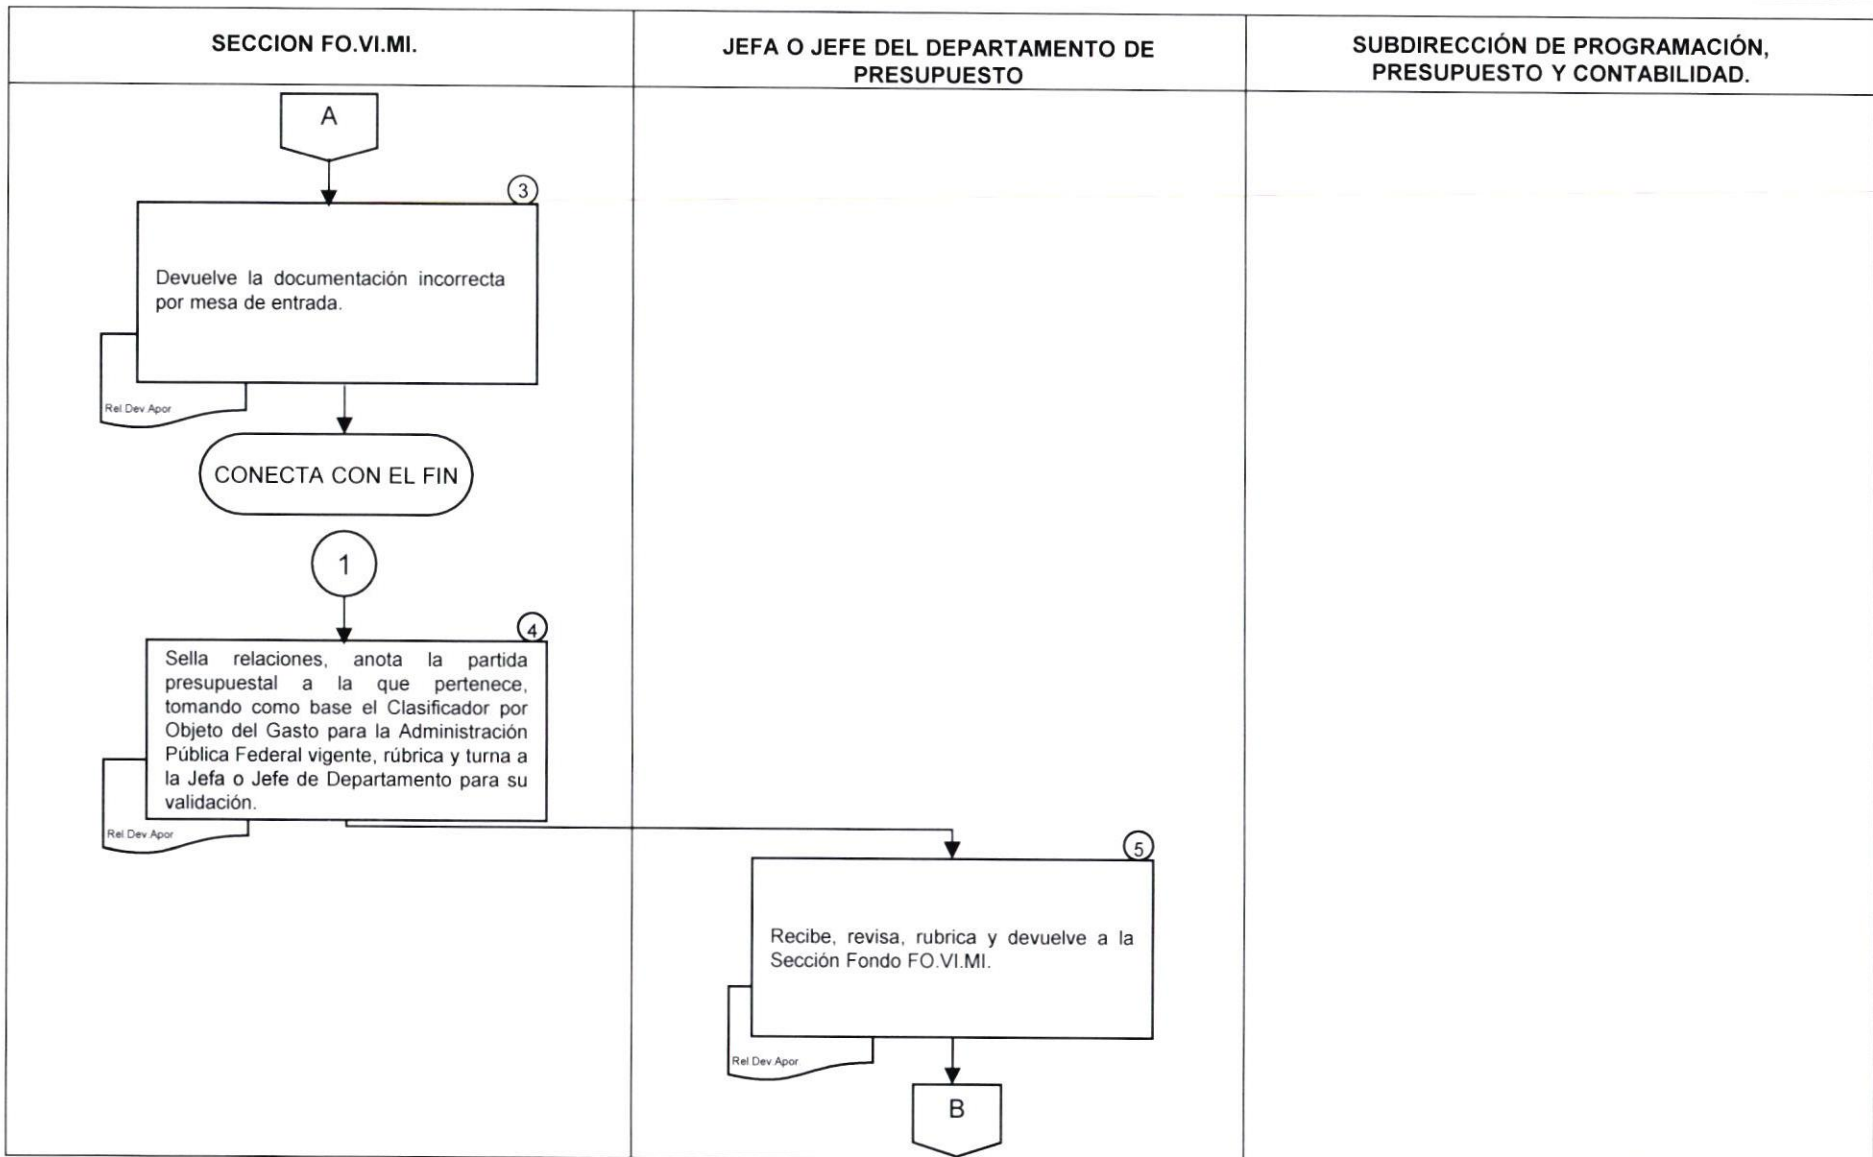 SECCION FO.VI.MI.
JEFA O JEFE DEL DEPARTAMENTO DE
PRESUPUESTO
SUBDIRECCIÓN DE PROGRAMACIÓN,
PRESUPUESTO Y CONTABILIDAD.
A
3
Devuelve la documentación incorrecta
por mesa de entrada.
Rel Dev Apor
CONECTA CON EL FIN
1
4
Sella relaciones, anota la partida
presupuestal a la que pertenece,
tomando como base el Clasificador por
Objeto del Gasto para la Administración
Pública Federal vigente, rúbrica y turna a
la Jefa o Jefe de Departamento para su
validación.
Rel Dev Apor
5
Recibe, revisa, rubrica y devuelve a la
Sección Fondo FO.VI.MI.
Rel Dev Apor
B